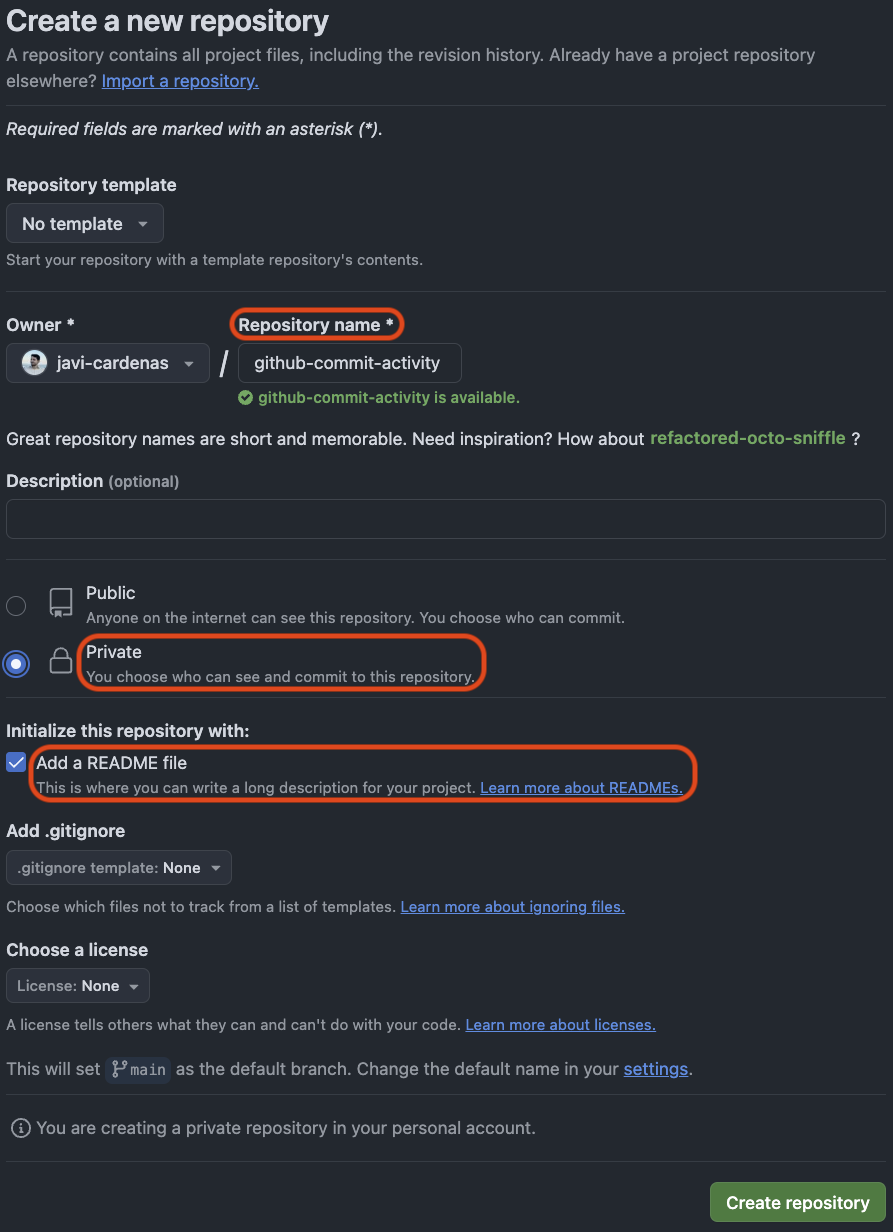 Create a new repository
A repository contains all project files, including the revision history. Already have a project repository
elsewhere? Import a repository.
Required fields are marked with an asterisk (*).
Repository template
No template
Start your repository with a template repository's contents.
Owner *
Repository name *
javi-cardenas
/
github-commit-activity
github-commit-activity is available.
Great repository names are short and memorable. Need inspiration? How about refactored-octo-sniffle ?
Description (optional)
Public
Anyone on the internet can see this repository. You choose who can commit.
Private
You choose who can see and commit to this repository.
Initialize this repository with:
Add a README file
This is where you can write a long description for your project. Learn more about READMEs.
Add .gitignore
.gitignore template: None
Choose which files not to track from a list of templates. Learn more about ignoring files.
Choose a license
License: None
A license tells others what they can and can't do with your code. Learn more about licenses.
This will set main as the default branch. Change the default name in your settings.
You are creating a private repository in your personal account.
Create repository